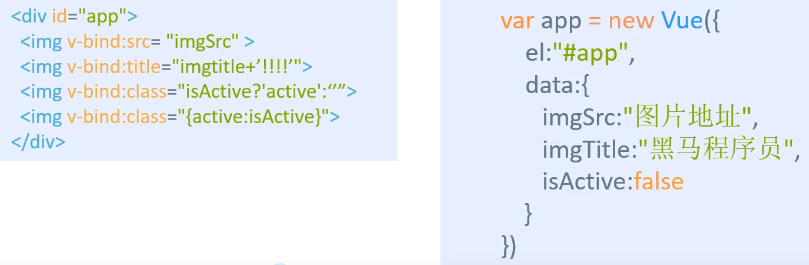 <div id="app">
<img v-bind:src= "imgSrc" >
<img v-bind:title="imgtitle+’!!!!’">
<img v-bind:class="isActive?'active':‘’”>
<img v-bind:class="{active:isActive}">
</div>
var app = new Vue({
el:"#app",
data:{
imgSrc:"图片地址",
imgTitle:"黑马程序员",
isActive:false
}
})